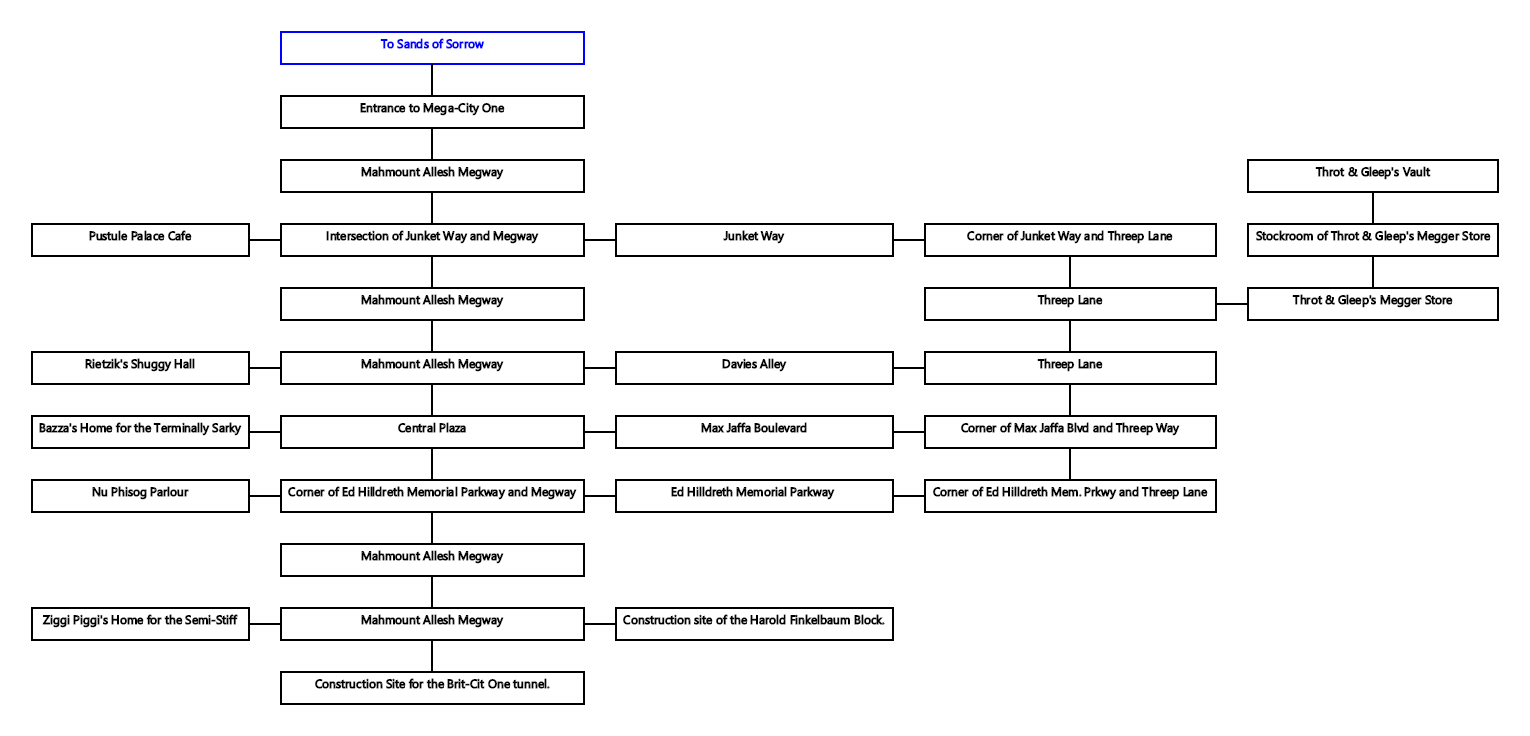 To Sands of Sorrow
Entrance to Mega-City One
Mahmount Allesh Megway
Throt & Gleep's Vault
Pustule Palace Cafe
Intersection of Junket Way and Megway
Junket Way
Corner of Junket Way and Threep Lane
Stockroom of Throt & Gleep's Megger Store
Mahmount Allesh Megway
Threep Lane
Throt & Gleep's Megger Store
Rietzik's Shuggy Hall
Mahmount Allesh Megway
Davies Alley
Threep Lane
Bazza's Home for the Terminally Sarky
Central Plaza
Max Jaffa Boulevard
Corner of Max Jaffa Blvd and Threep Way
Nu Phisog Parlour
Corner of Ed Hilldreth Memorial Parkway and Megway
Ed Hilldreth Memorial Parkway
Corner of Ed Hilldreth Mem. Prkwy and Threep Lane
Mahmount Allesh Megway
Ziggi Piggi's Home for the Semi-Stiff
Mahmount Allesh Megway
Construction site of the Harold Finkelbaum Block.
Construction Site for the Brit-Cit One tunnel.